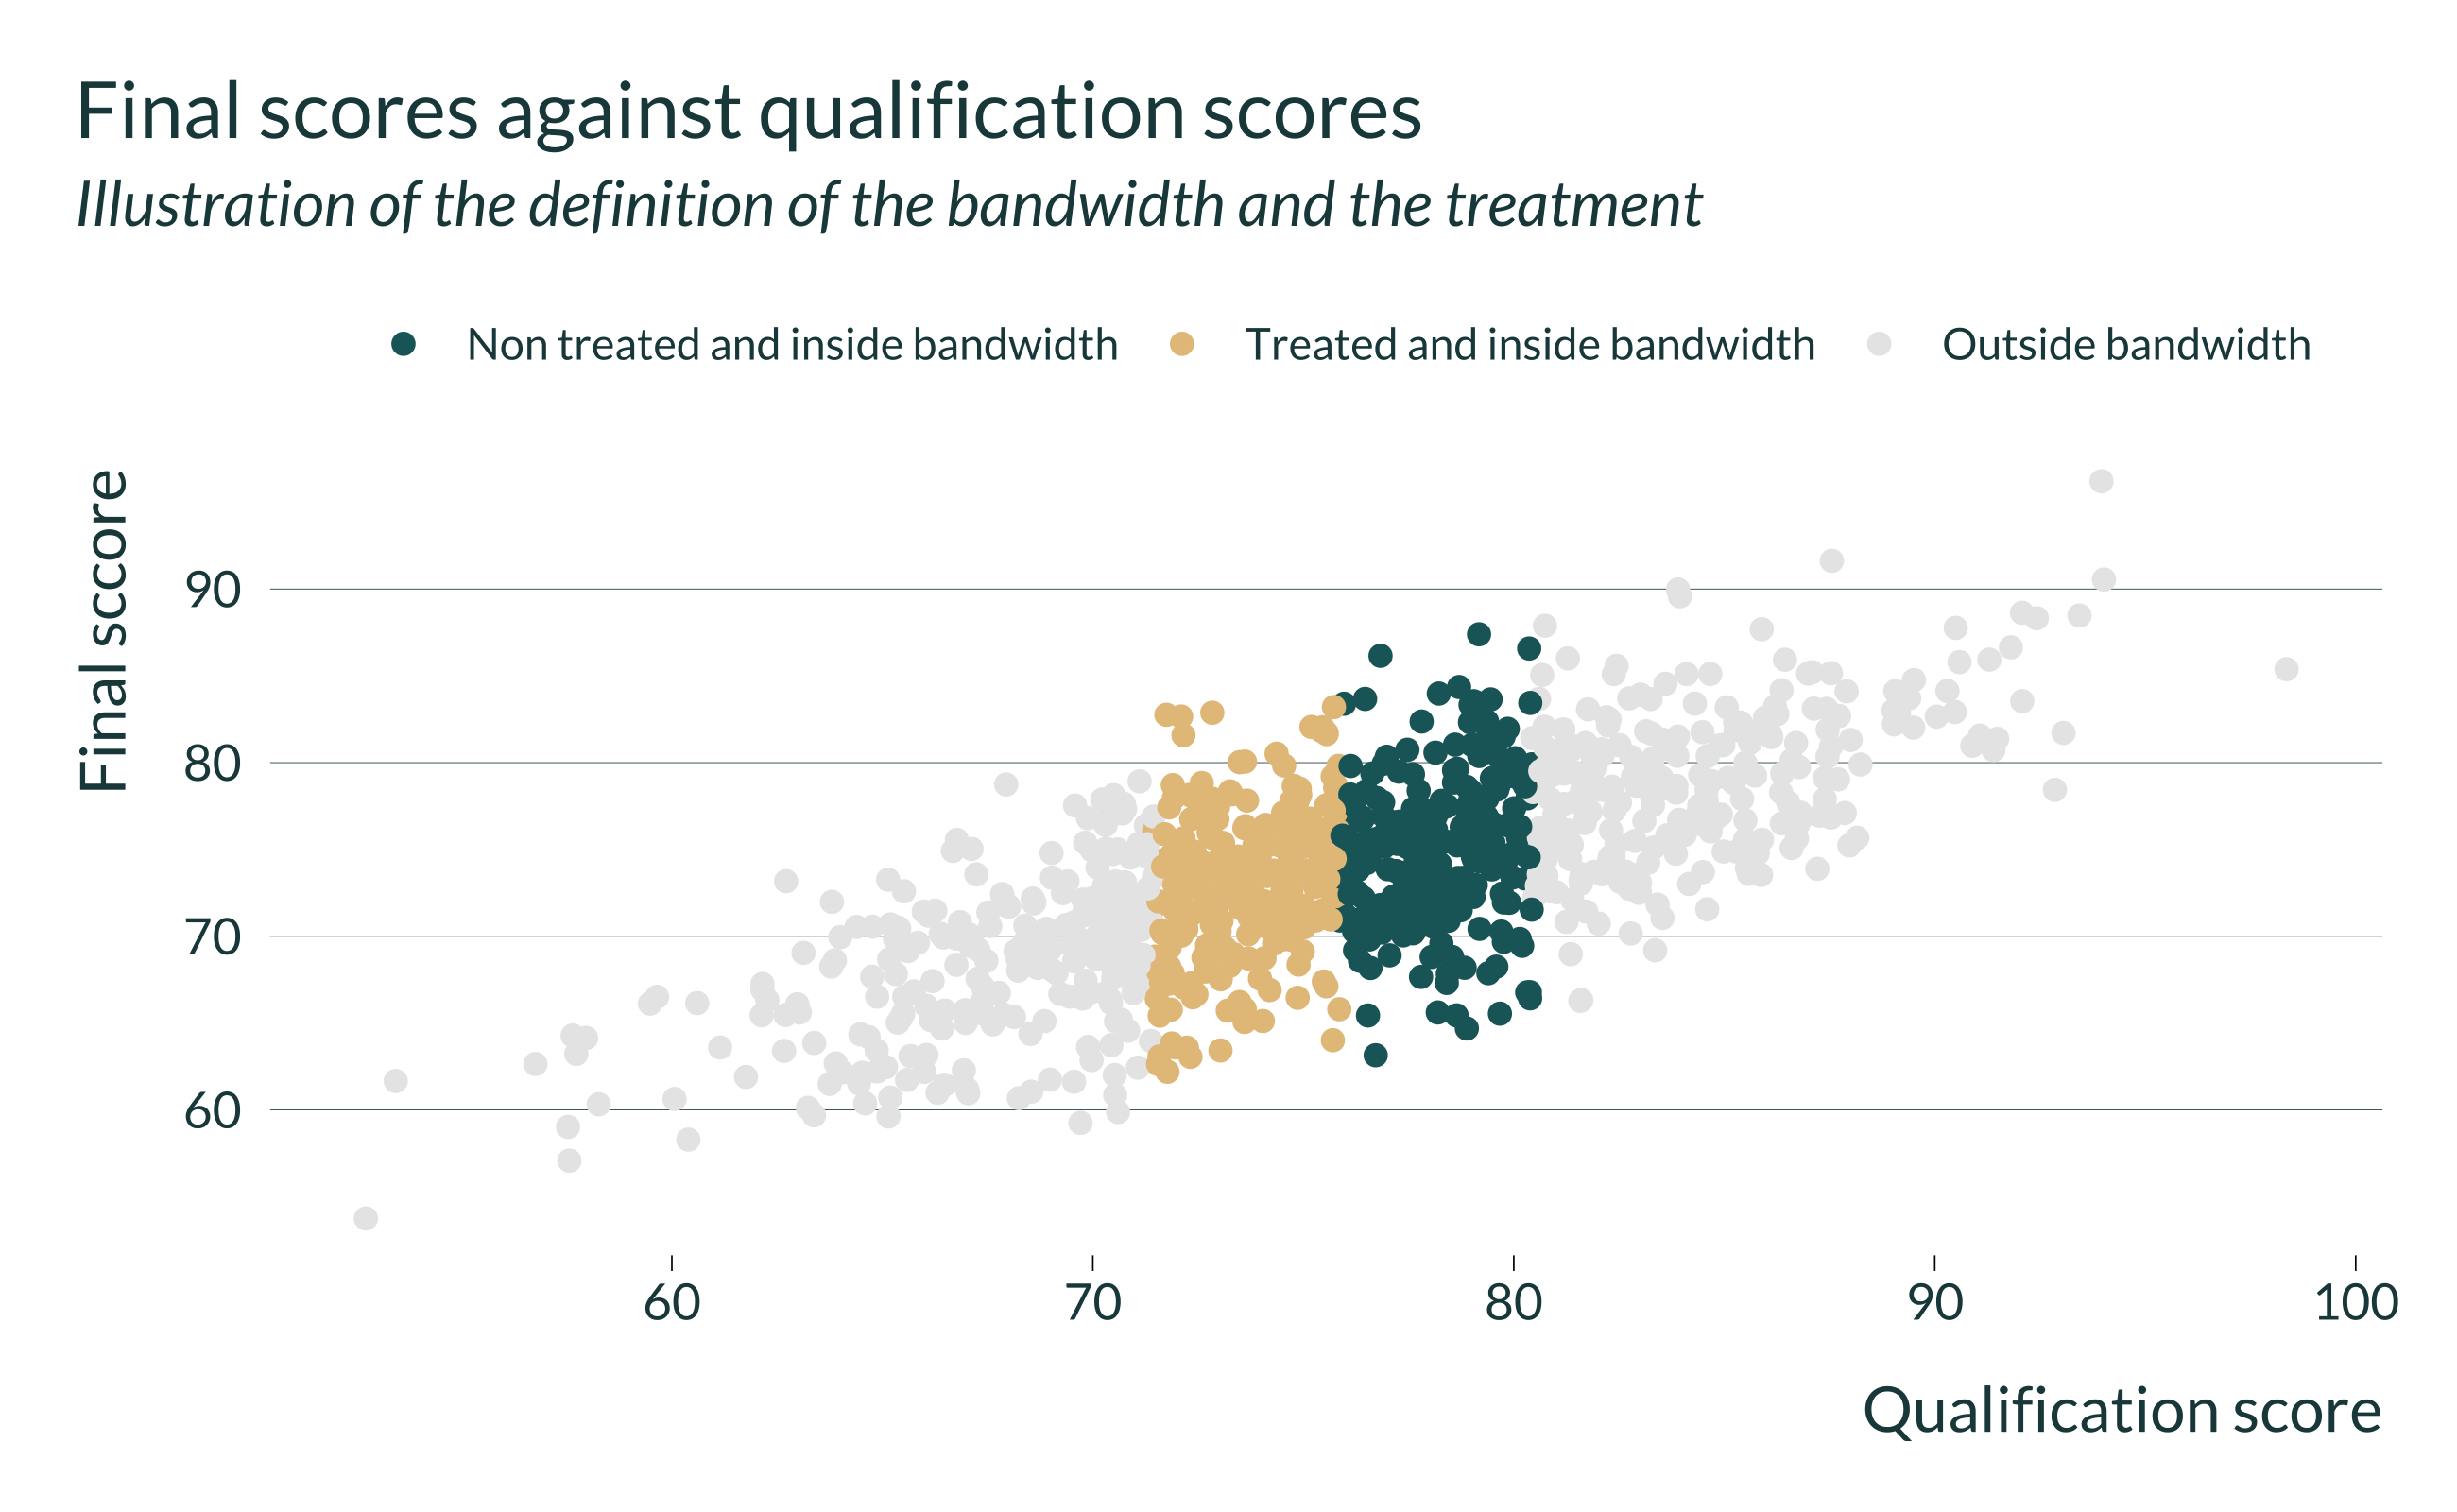 Final scores against qualification scores
Illustration of the definition of the bandwidth and the treatment
Non treated and inside bandwidth
Treated and inside bandwidth
Outside bandwidth
Final score
90
80
70
60
60
70
80
90
100
Qualification score